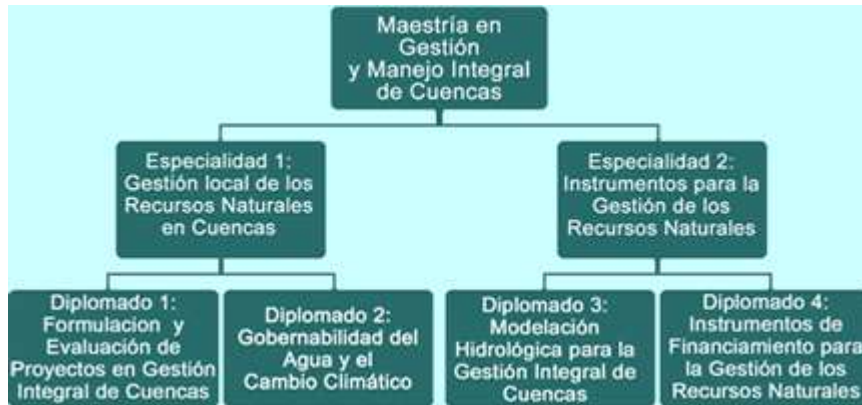 Maestría en
Gestión
y Manejo Integral
de Cuencas
Especialidad 1:
Gestión local de los
Recursos Naturales
en Cuencas
Especialidad 2:
Instrumentos para la
Gestión de los
Recursos Naturales
Diplomado 1:
Formulacion y
Evaluación de
Proyectos en Gestión
Integral de Cuencas
Diplomado 2:
Gobernabilidad del
Agua y el
Cambio Climático
Diplomado 3:
Modelación
Hidrológica para la
Gestión Integral de
Cuencas
Diplomado 4:
Instrumentos de
Financiamiento para
la Gestión de los
Recursos Naturales